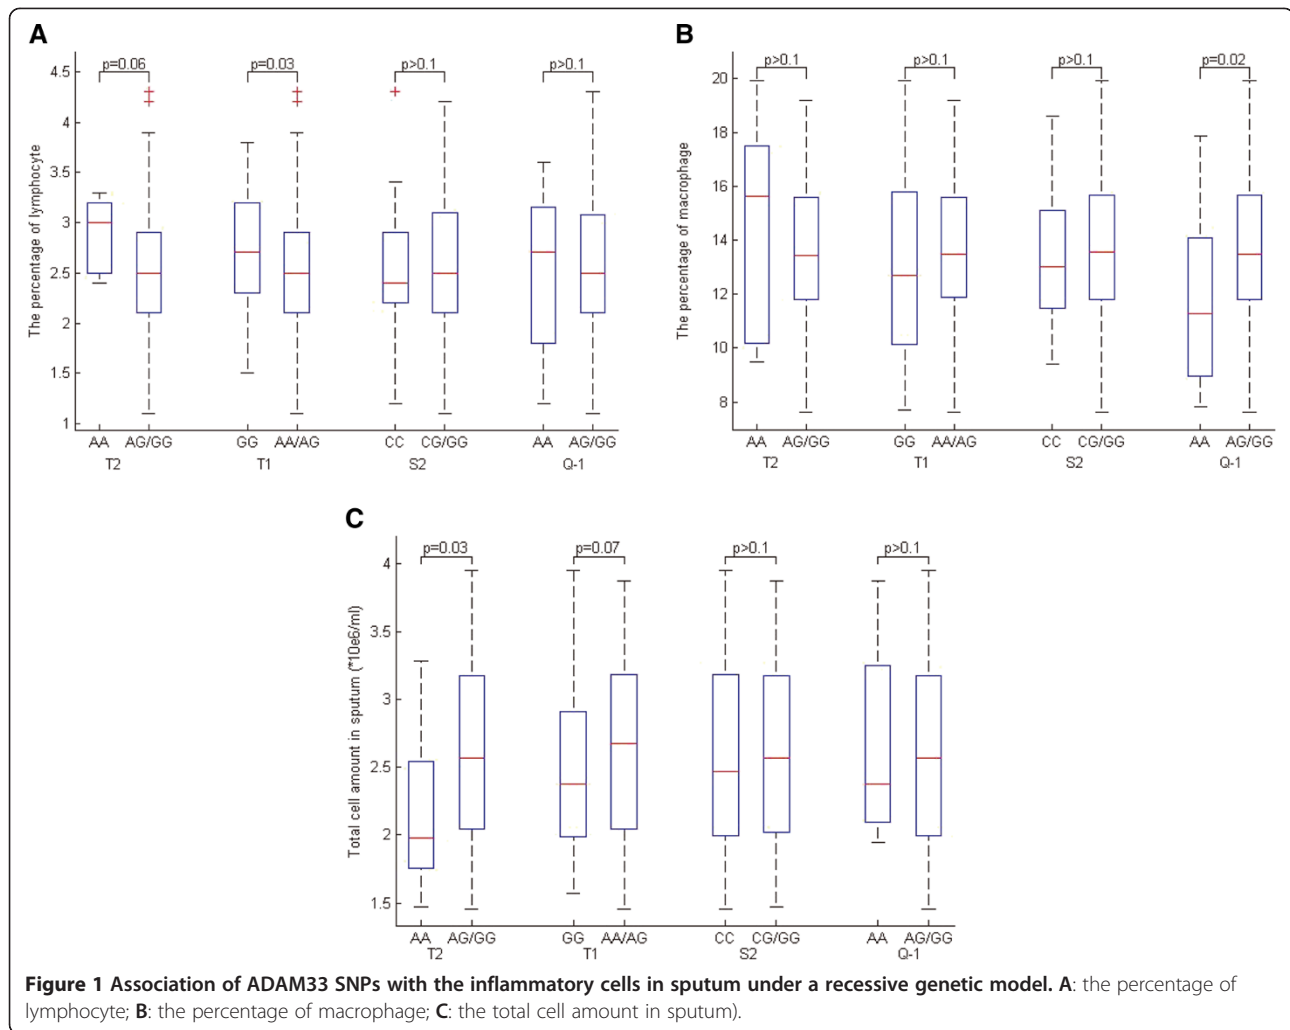 A
p=0.06 p=0.03 p>0.1 p>0.1
4.5
4
3.5
3
2.5
2
1.5
1
The percentage of lymphocyte
AA AG/GG GG AA/AG CC CG/GG AA AG/GG
T2 T1 S2 Q-1
B
p>0.1 p>0.1 p>0.1 p=0.02
20
18
16
14
12
10
8
The percentage of macrophage
AA AG/GG GG AA/AG CC CG/GG AA AG/GG
T2 T1 S2 Q-1
C
p=0.03 p=0.07 p>0.1 p>0.1
4
3.5
3
2.5
2
1.5
Total cell amount in sputum (*10e6/ml)
AA AG/GG GG AA/AG CC CG/GG AA AG/GG
T2 T1 S2 Q-1
Figure 1 Association of ADAM33 SNPs with the inflammatory cells in sputum under a recessive genetic model. A: the percentage of
lymphocyte; B: the percentage of macrophage; C: the total cell amount in sputum).